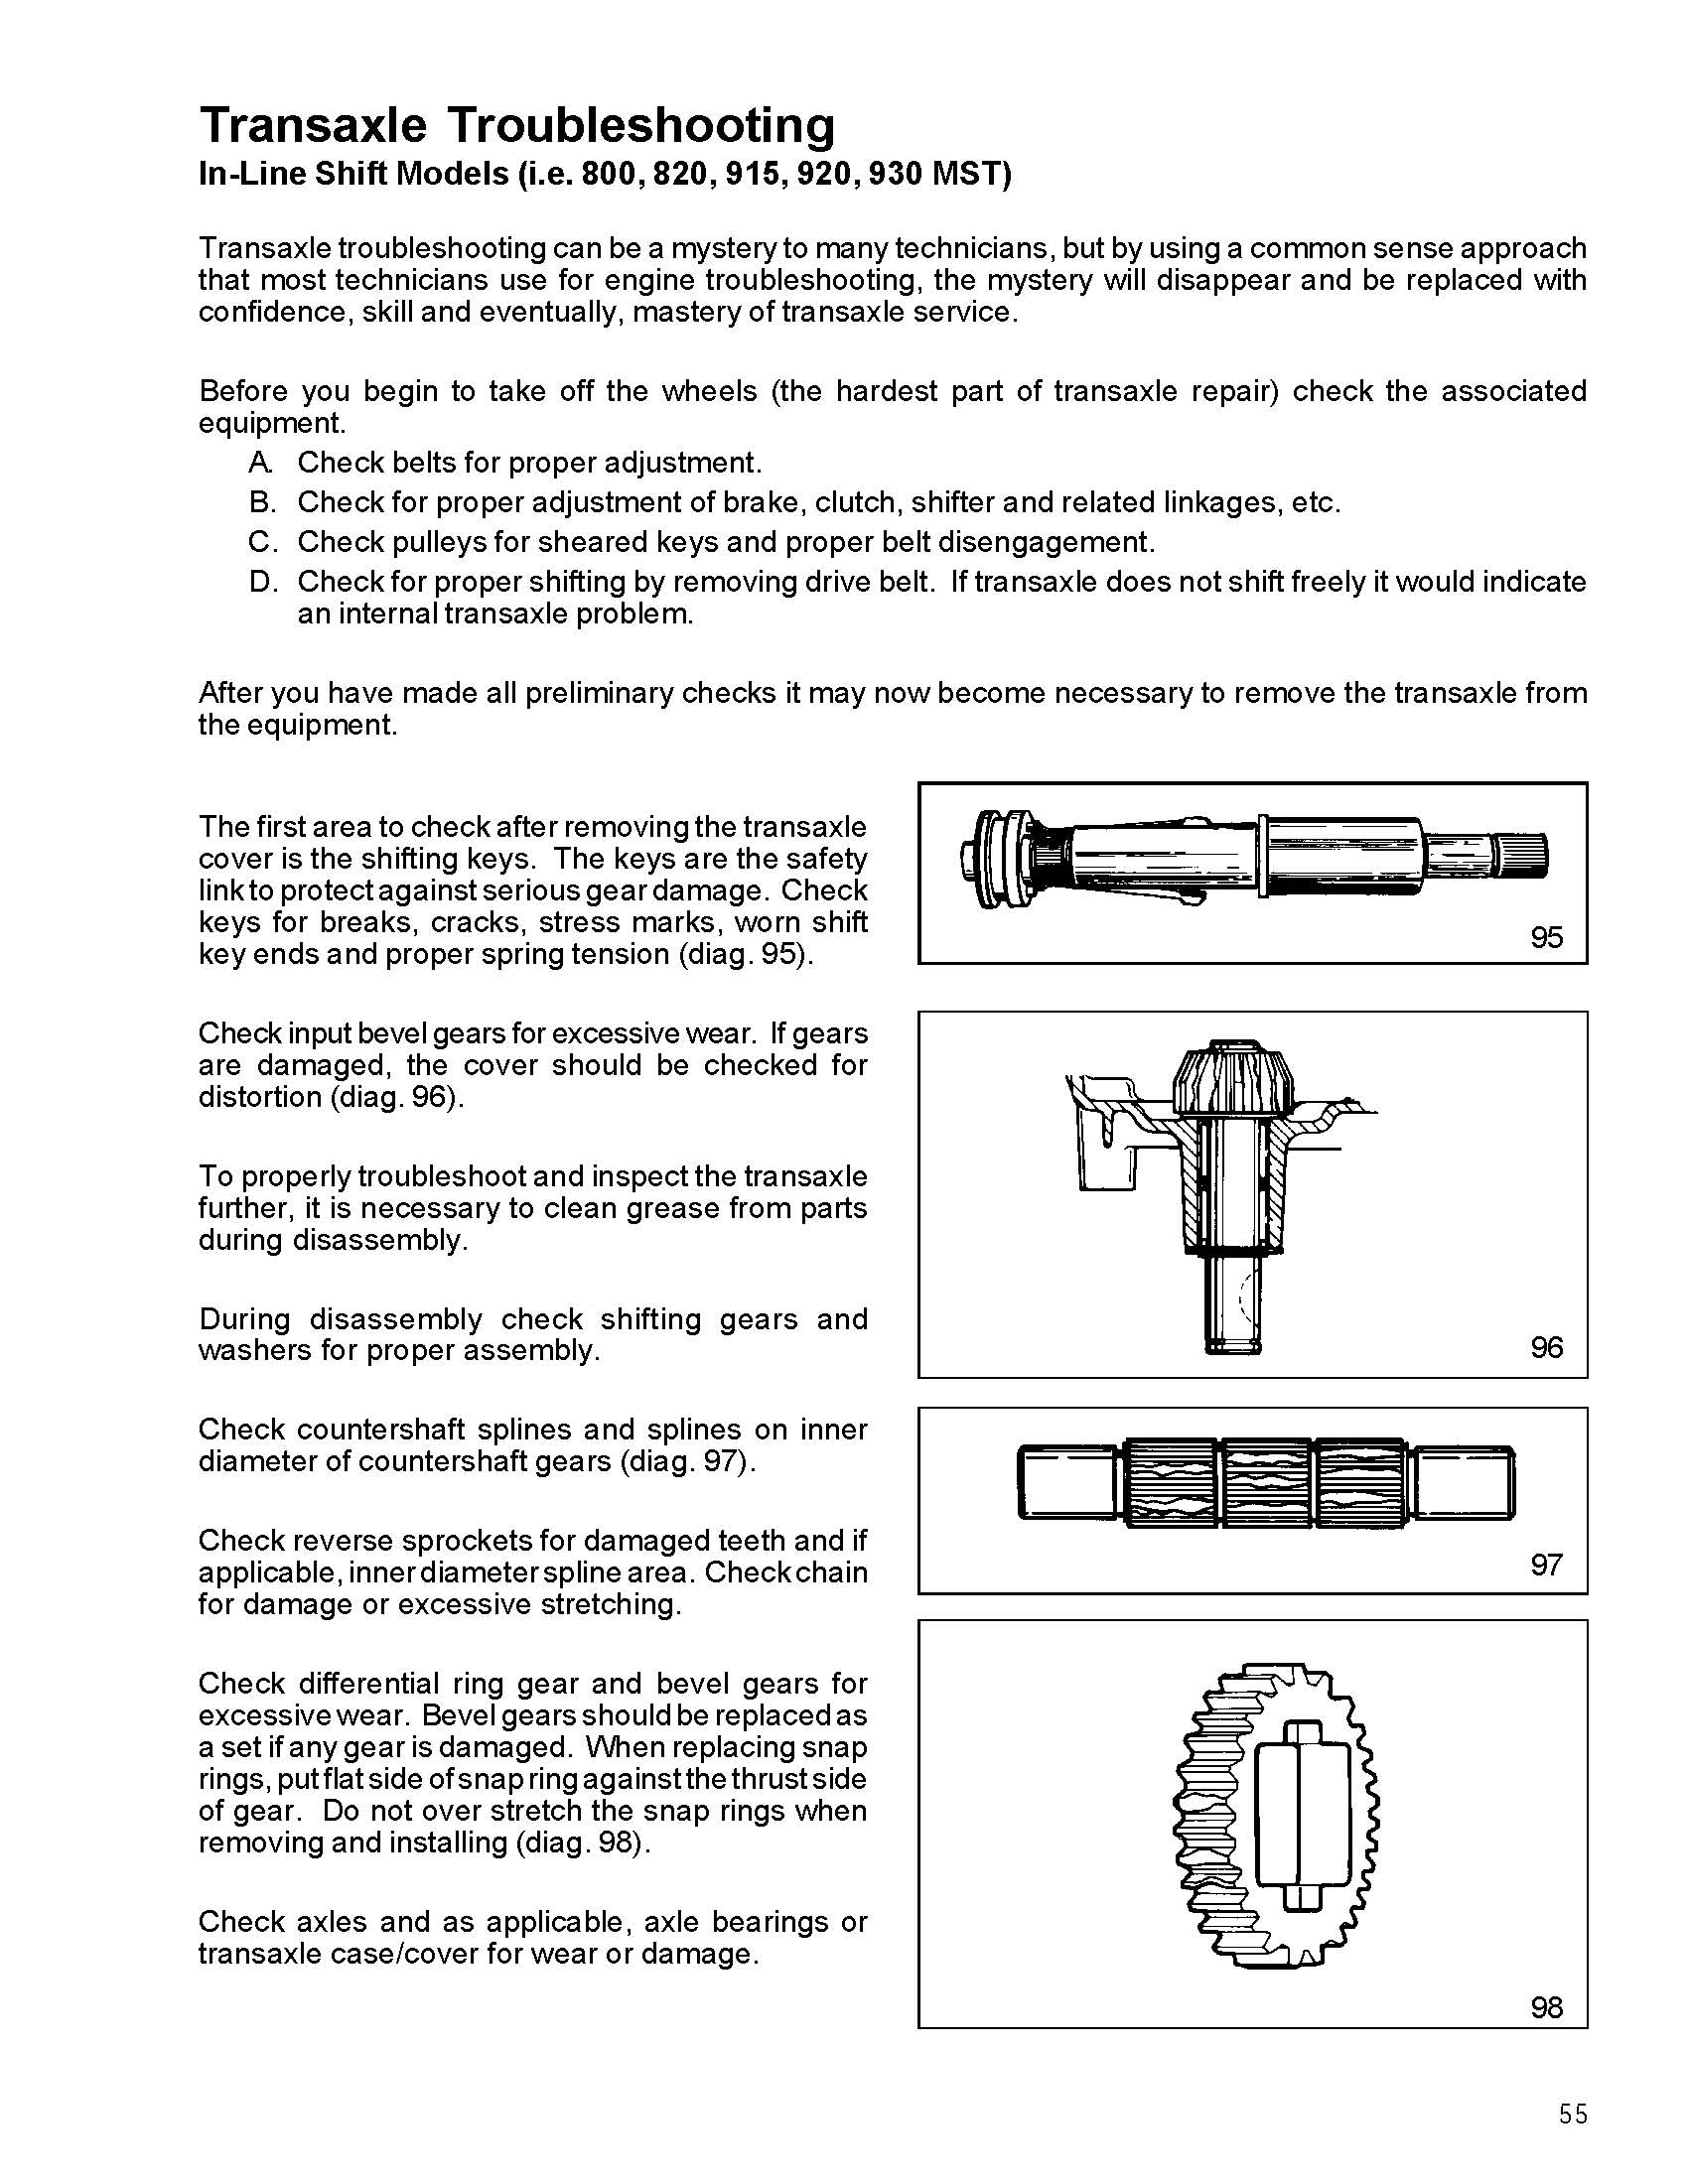 Transaxle Troubleshooting
In-Line Shift Models (i.e. 800, 820, 915, 920, 930 MST)
Transaxle troubleshooting can be a mystery to many technicians, but by using a common sense approach
that most technicians use for engine troubleshooting, the mystery will disappear and be replaced with
confidence, skill and eventually, mastery of transaxle service.
Before you begin to take off the wheels (the hardest part of transaxle repair) check the associated
equipment.
A. Check belts for proper adjustment.
B. Check for proper adjustment of brake, clutch, shifter and related linkages, etc.
C. Check pulleys for sheared keys and proper belt disengagement.
D. Check for proper shifting by removing drive belt. If transaxle does not shift freely it would indicate
an internal transaxle problem.
After you have made all preliminary checks it may now become necessary to remove the transaxle from
the equipment.
The first area to check after removing the transaxle
cover is the shifting keys. The keys are the safety
link to protect against serious gear damage. Check
keys for breaks, cracks, stress marks, worn shift
key ends and proper spring tension (diag. 95).
95
Check input bevel gears for excessive wear. If gears
are damaged, the cover should be checked for
distortion (diag. 96).
To properly troubleshoot and inspect the transaxle
further, it is necessary to clean grease from parts
during disassembly.
During disassembly check shifting gears and
washers for proper assembly.
96
Check countershaft splines and splines on inner
diameter of countershaft gears (diag. 97).
Check reverse sprockets for damaged teeth and if
applicable, inner diameter spline area. Check chain
for damage or excessive stretching.
97
Check differential ring gear and bevel gears for
excessive wear. Bevel gears should be replaced as
a set if any gear is damaged. When replacing snap
rings, put flat side of snap ring against the thrust side
of gear. Do not over stretch the snap rings when
removing and installing (diag. 98).
Check axles and as applicable, axle bearings or
transaxle case/cover for wear or damage.
98
55